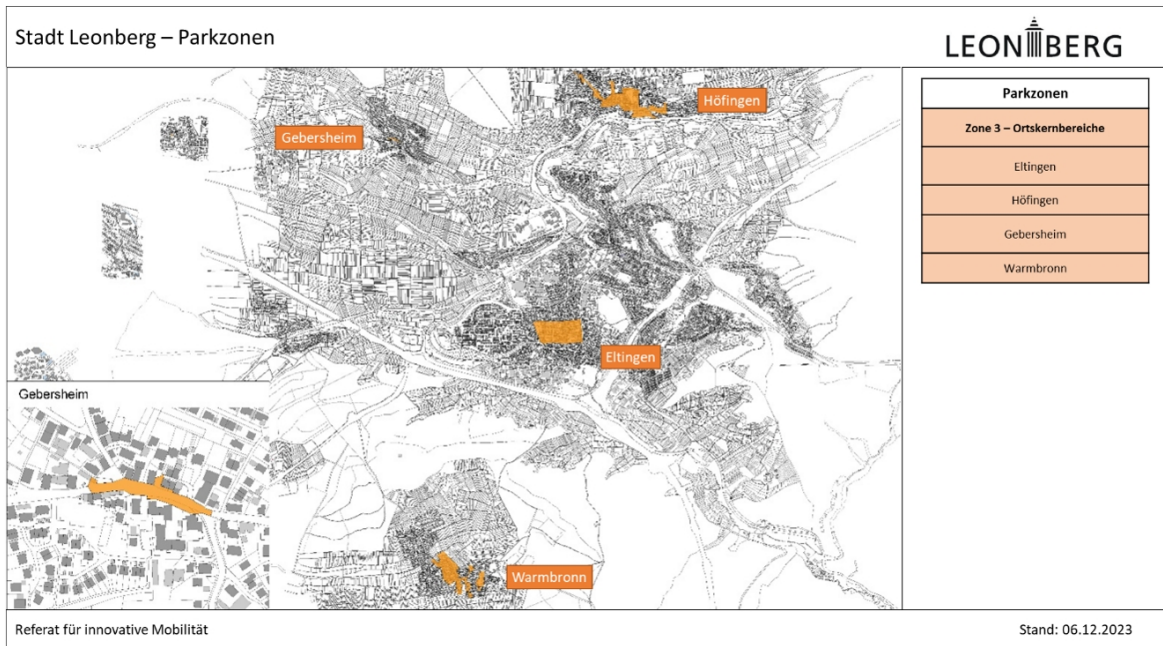 Stadt Leonberg – Parkzonen
LEONBERG
Höfingen
Gebersheim
Eltingen
Warmbronn
Gebersheim
Parkzonen
Zone 3 – Ortskernbereiche
Eltingen
Höfingen
Gebersheim
Warmbronn
Referat für innovative Mobilität
Stand: 06.12.2023